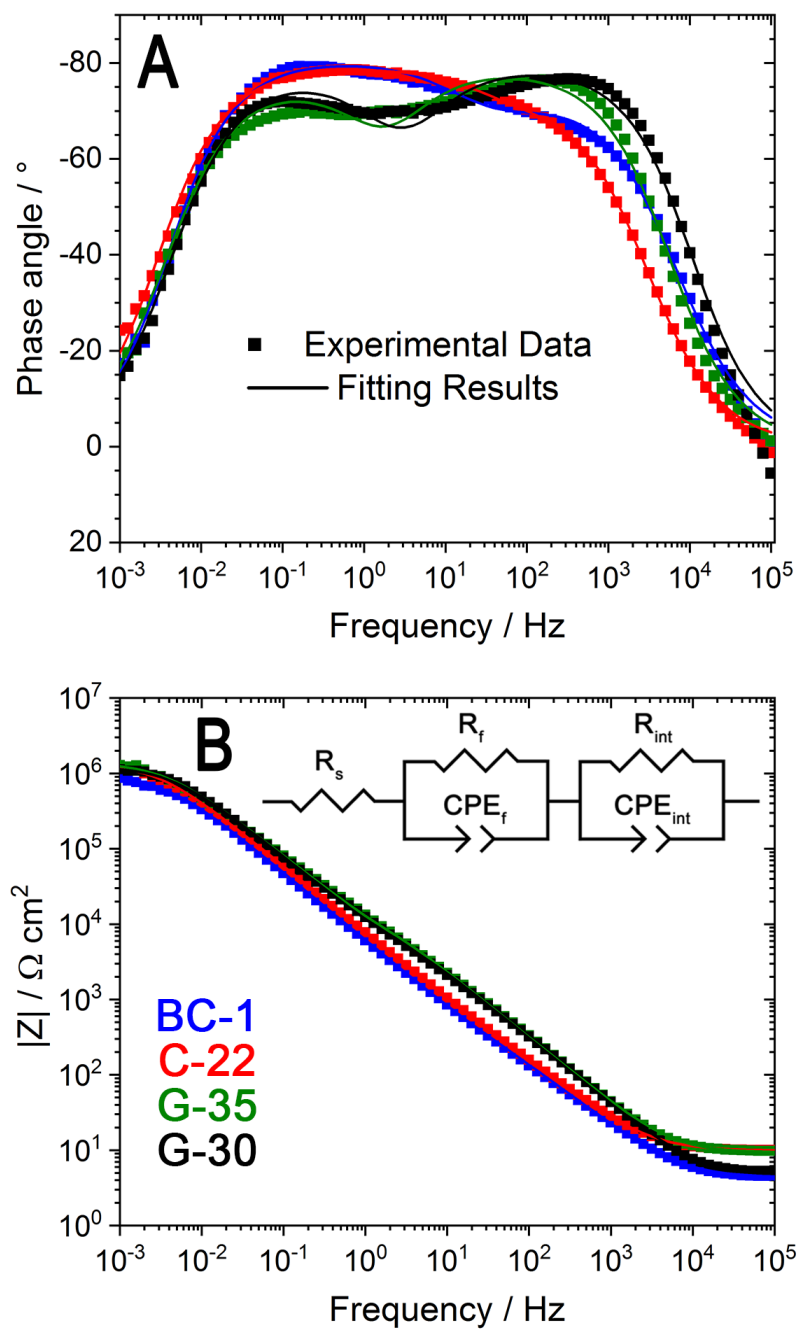 A
-80
-60
-40
-20
0
20
Phase angle / °
Experimental Data
Fitting Results
10⁻³ 10⁻² 10⁻¹ 10⁰ 10¹ 10² 10³ 10⁴ 10⁵
Frequency / Hz
B
10⁷
10⁶
10⁵
10⁴
10³
10²
10¹
10⁰
|Z| / Ω cm²
Rₛ
R_f
CPE_f
R_int
CPE_int
BC-1
C-22
G-35
G-30
10⁻³ 10⁻² 10⁻¹ 10⁰ 10¹ 10² 10³ 10⁴ 10⁵
Frequency / Hz